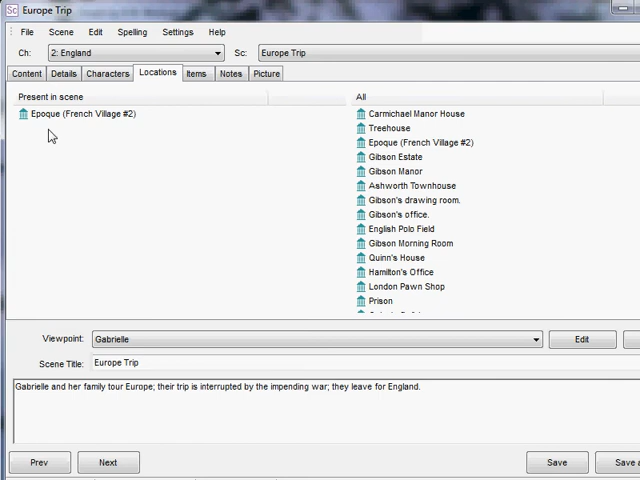 Sc Europe Trip
File Scene Edit Spelling Settings Help
Ch: 2: England Sc: Europe Trip
Content Details Characters Locations Items Notes Picture
Present in scene All
Epoque (French Village #2)
Carmichael Manor House
Treehouse
Epoque (French Village #2)
Gibson Estate
Gibson Manor
Ashworth Townhouse
Gibson's drawing room.
Gibson's office.
English Polo Field
Gibson Morning Room
Quinn's House
Hamilton's Office
London Pawn Shop
Prison
Viewpoint: Gabrielle Edit
Scene Title: Europe Trip
Gabrielle and her family tour Europe; their trip is interrupted by the impending war; they leave for England.
Prev Next Save Save a